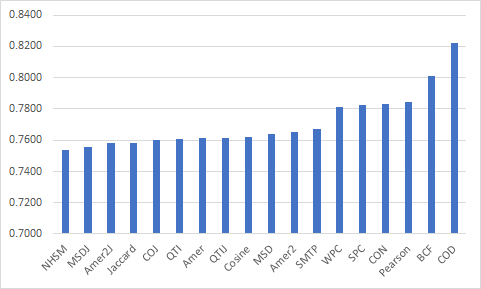 0.8400
0.8200
0.8000
0.7800
0.7600
0.7400
0.7200
0.7000
NHSM
MSDJ
Amer2J
Jaccard
COJ
QTI
Amer
QTIJ
Cosine
MSD
Amer2
SMTP
WPC
SPC
CON
Pearson
BCF
COD